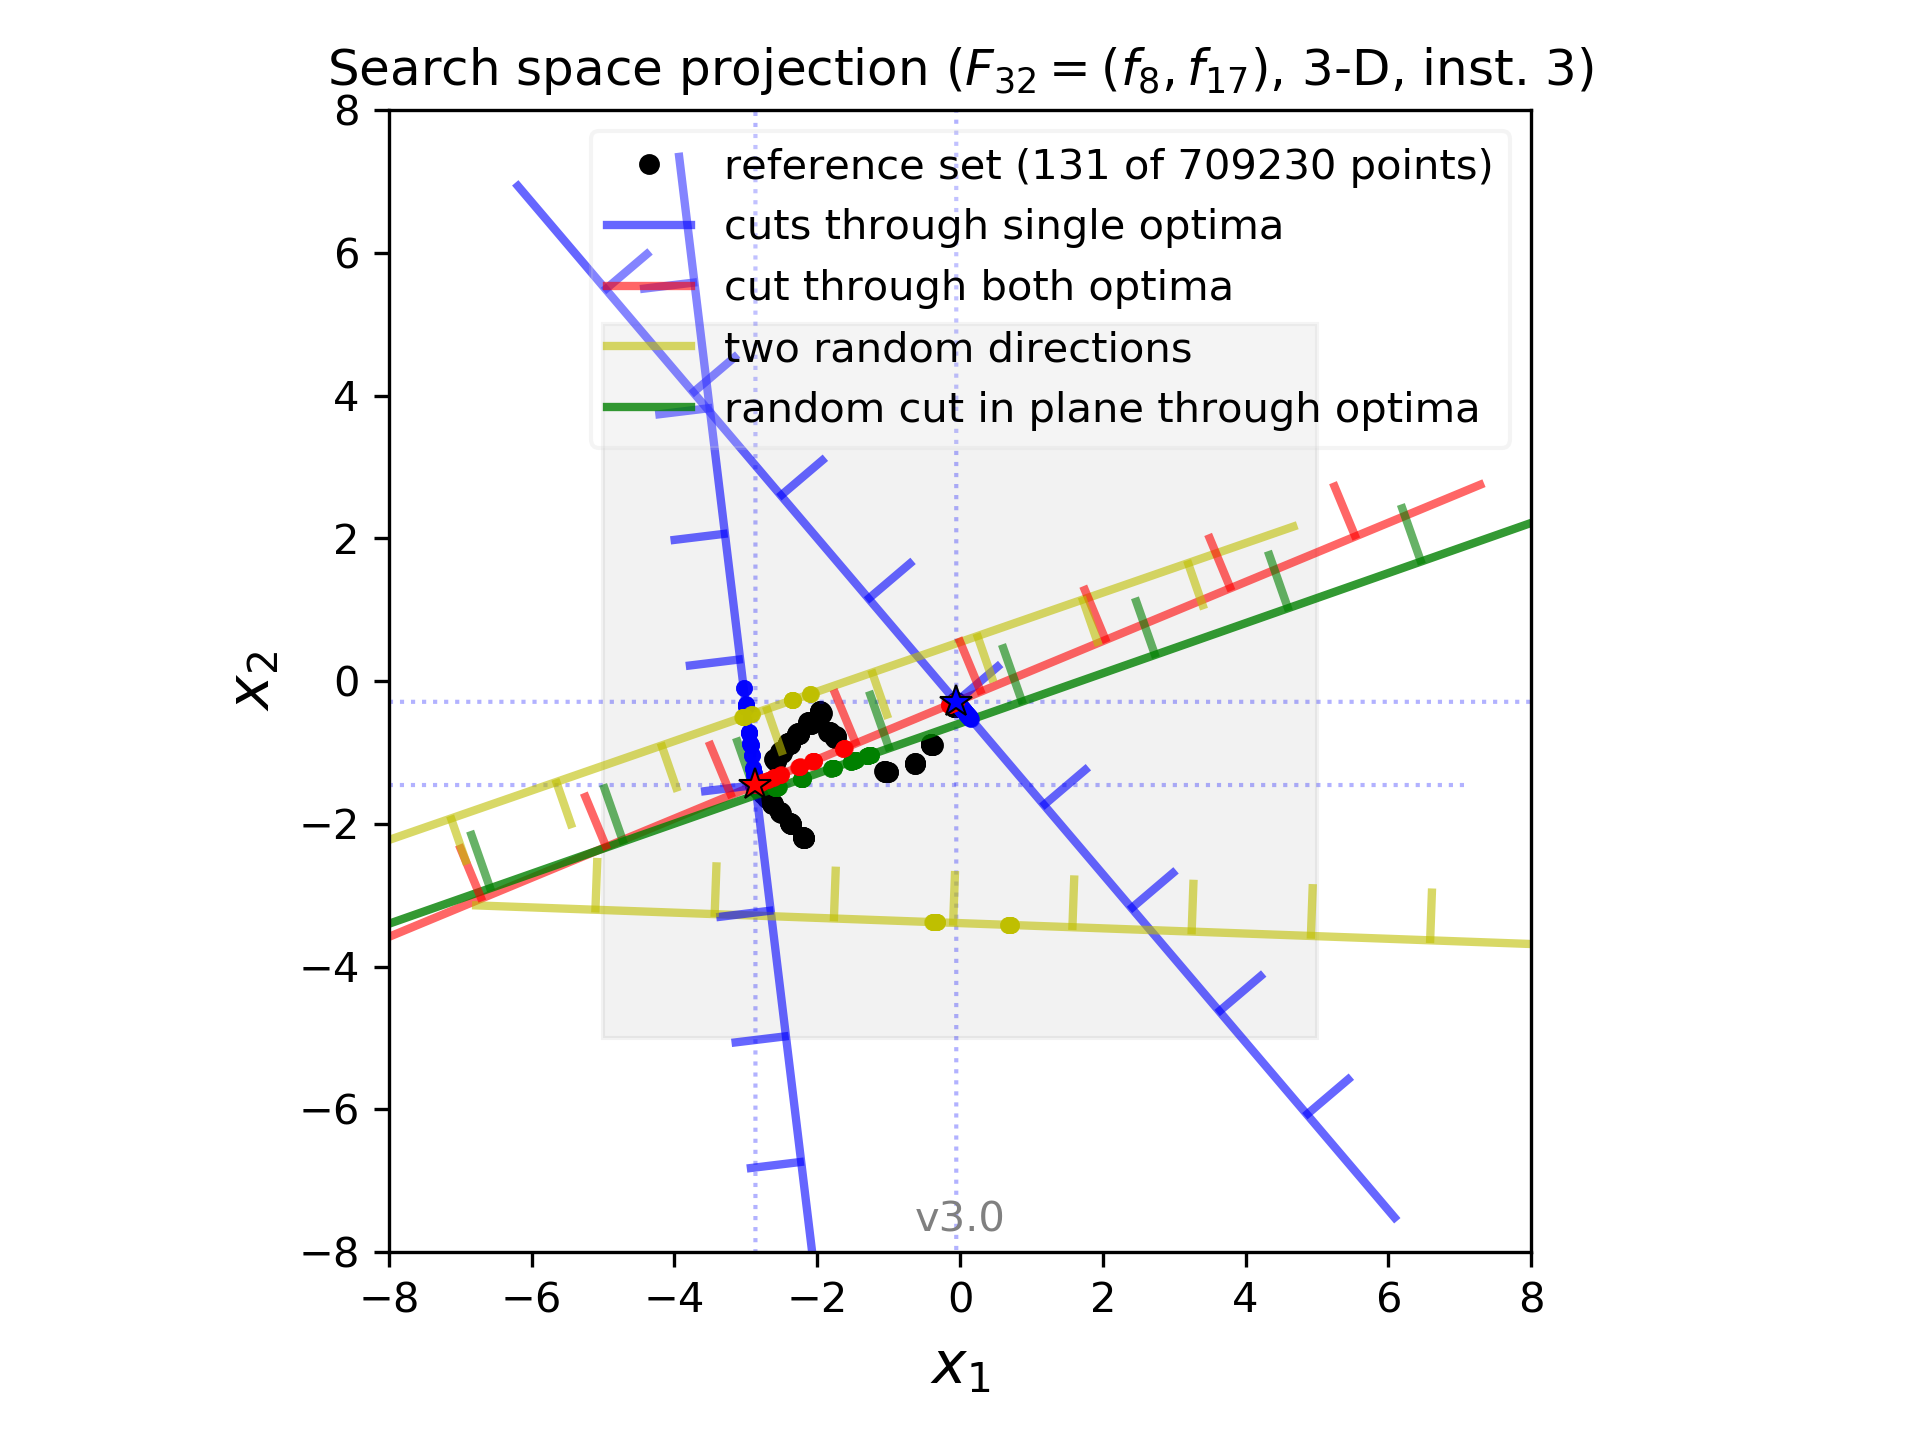 Search space projection (F₃₂ = (f₈, f₁₇), 3-D, inst. 3)
reference set (131 of 709230 points)
cuts through single optima
cut through both optima
two random directions
random cut in plane through optima
8
6
4
2
0
−2
−4
−6
−8
x₂
v3.0
−8 −6 −4 −2 0 2 4 6 8
x₁